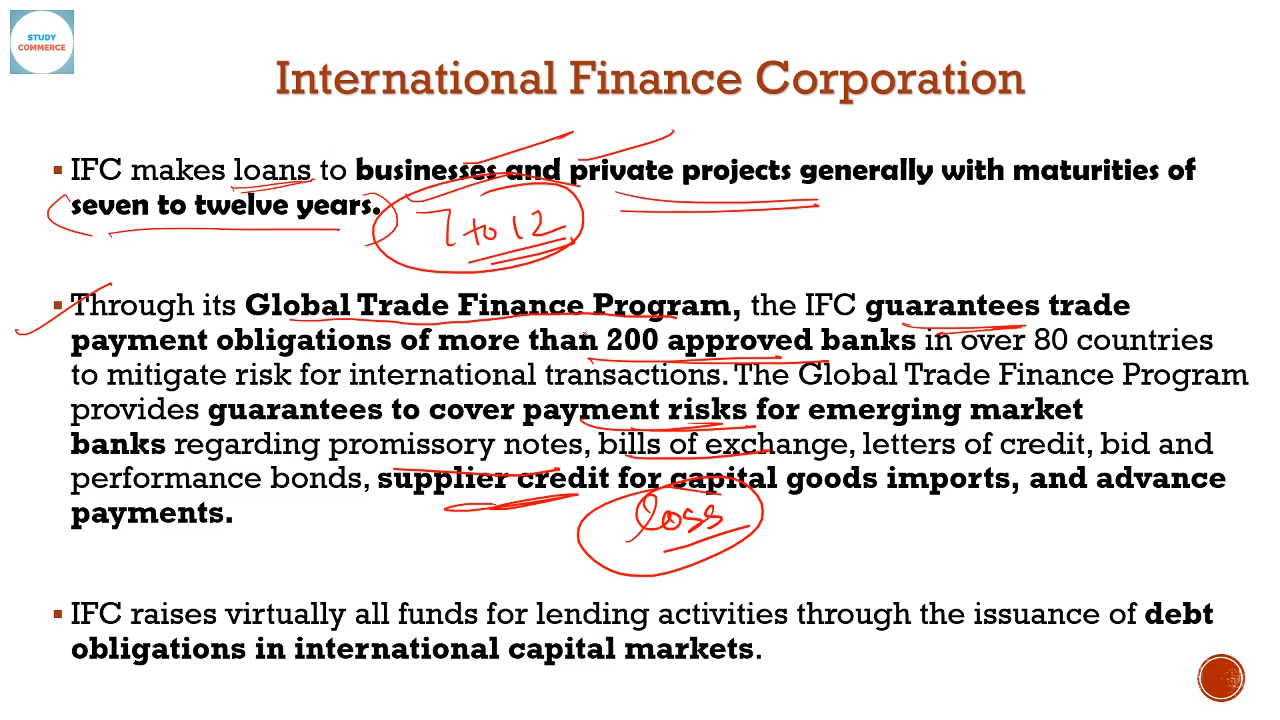 STUDY
COMMERCE
International Finance Corporation
▪ IFC makes loans to businesses and private projects generally with maturities of
seven to twelve years.
7 to 12
▪ Through its Global Trade Finance Program, the IFC guarantees trade
payment obligations of more than 200 approved banks in over 80 countries
to mitigate risk for international transactions. The Global Trade Finance Program
provides guarantees to cover payment risks for emerging market
banks regarding promissory notes, bills of exchange, letters of credit, bid and
performance bonds, supplier credit for capital goods imports, and advance
payments.
loss
▪ IFC raises virtually all funds for lending activities through the issuance of debt
obligations in international capital markets.